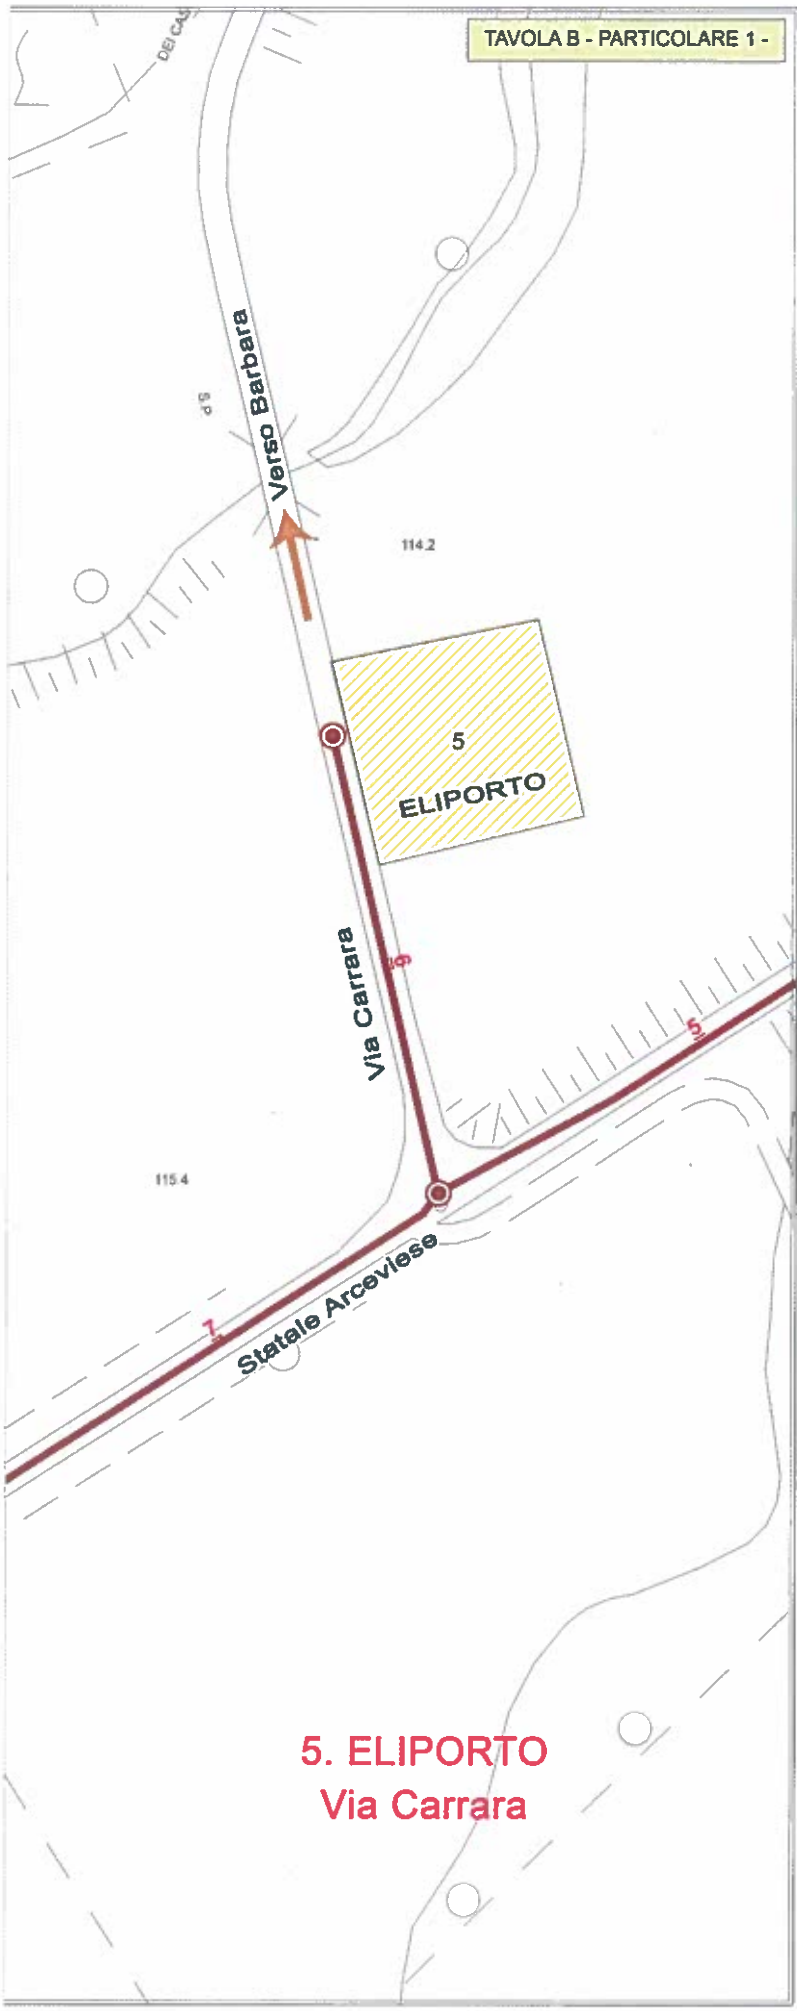 TAVOLA B - PARTICOLARE 1 -
DEI CAS
Verso Barbara
S.P
114.2
5
ELIPORTO
Via Carrara
6
5
115.4
Statale Arceviese
7
5. ELIPORTO
Via Carrara